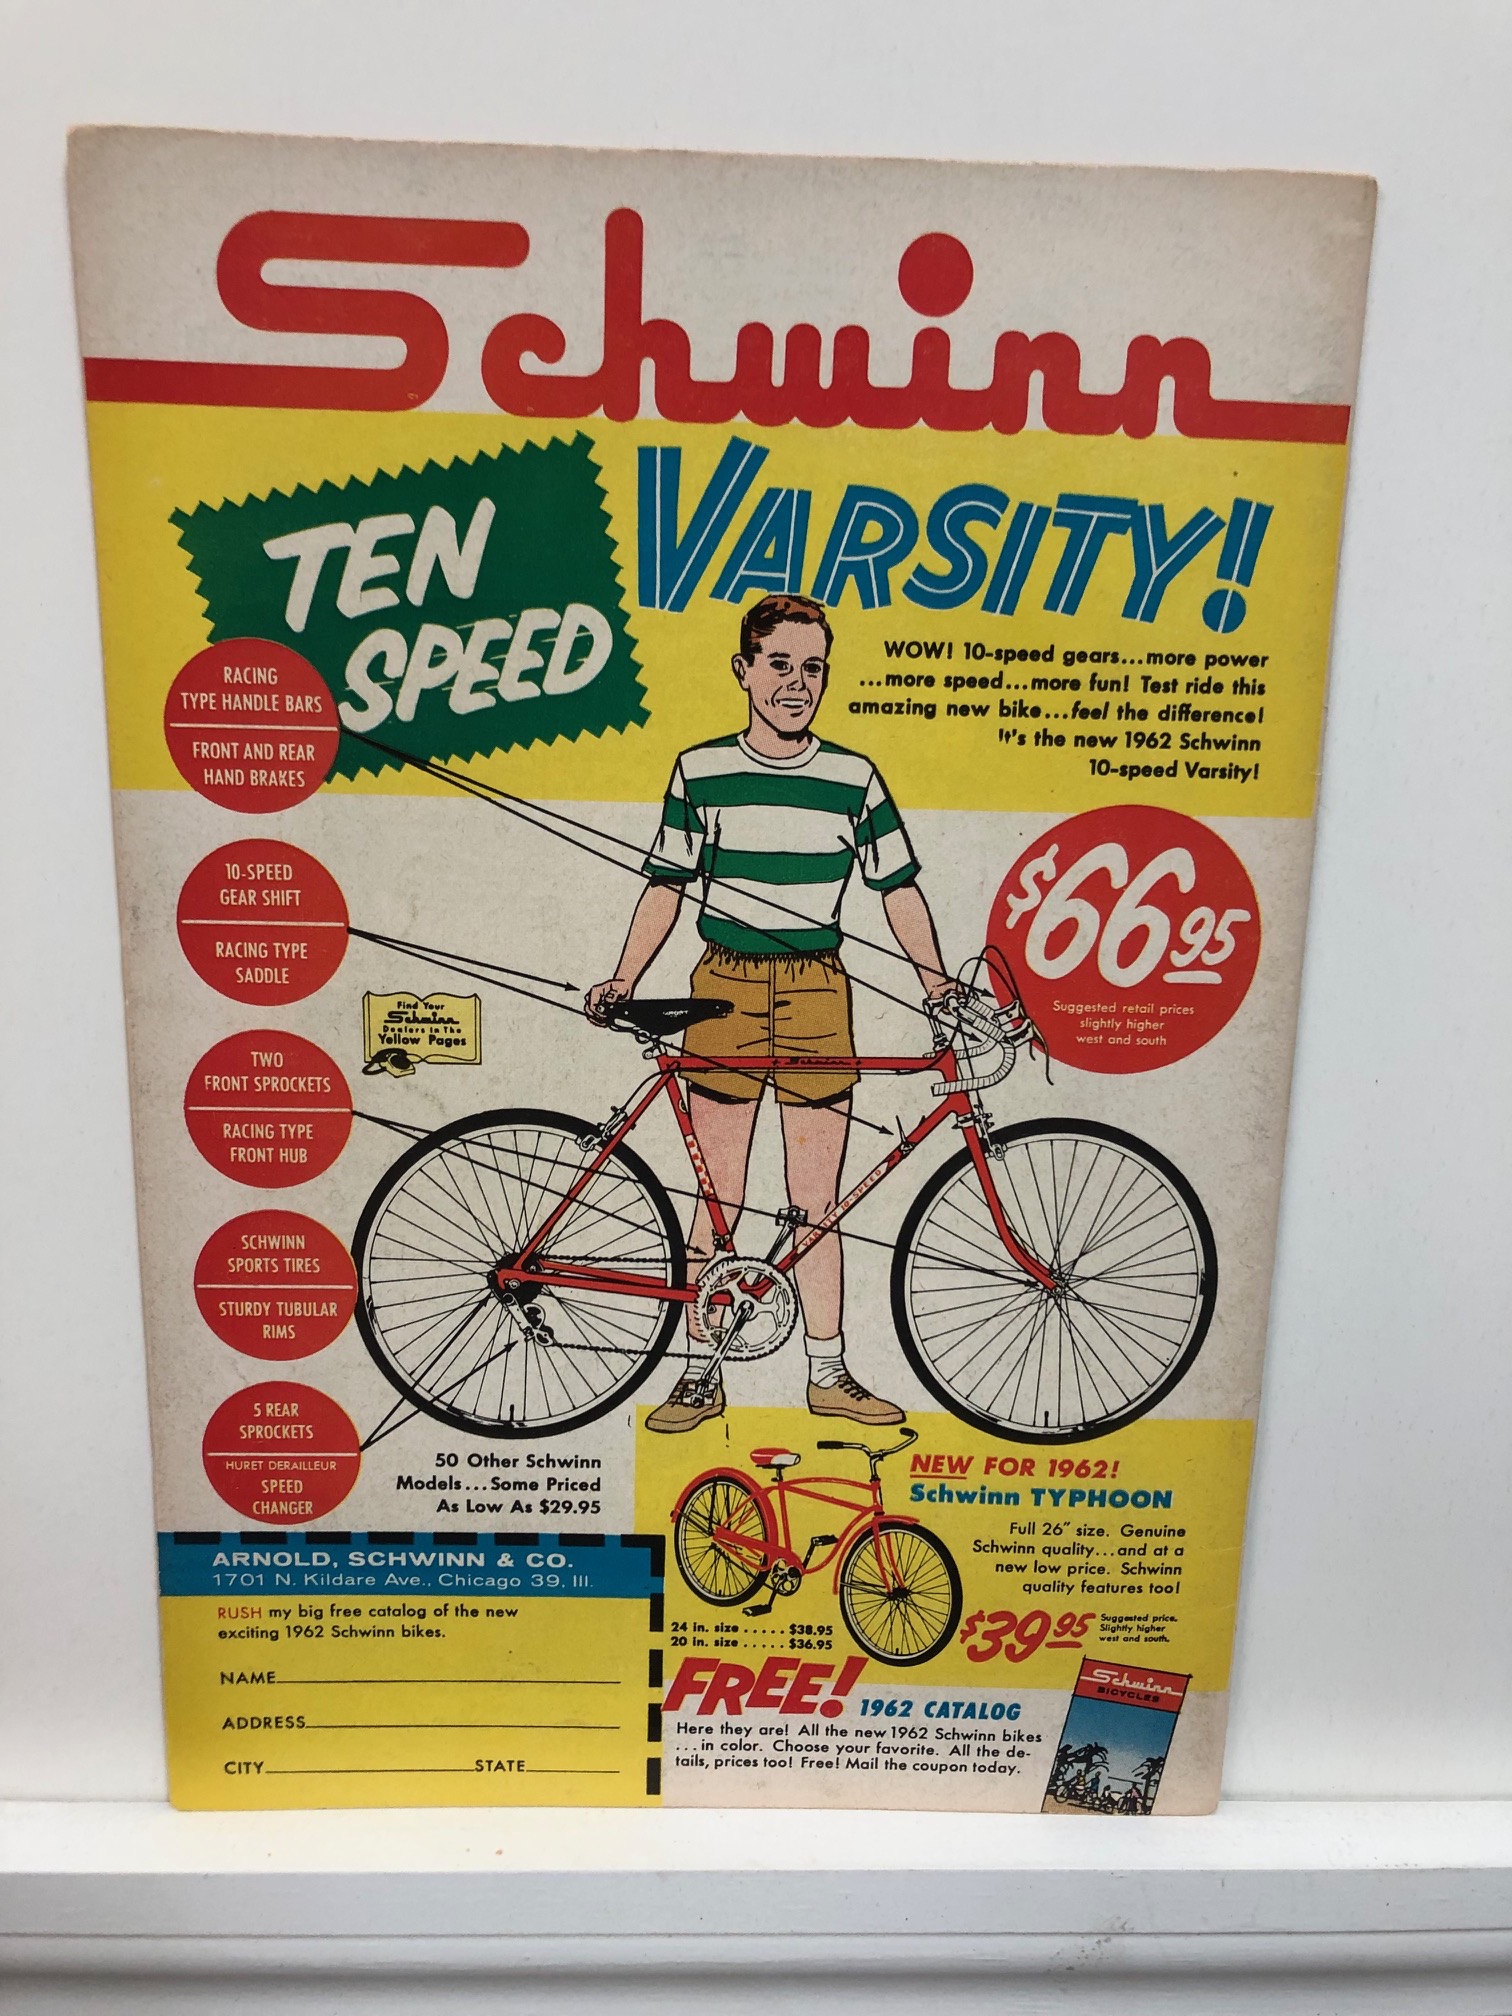 Schwinn
TEN
SPEED
VARSITY!
WOW! 10-speed gears...more power
...more speed...more fun! Test ride this
amazing new bike...feel the difference!
It's the new 1962 Schwinn
10-speed Varsity!
RACING
TYPE HANDLE BARS
FRONT AND REAR
HAND BRAKES
10-SPEED
GEAR SHIFT
RACING TYPE
SADDLE
$66.95
Suggested retail prices
slightly higher
west and south
Find Your
Schwinn
Dealers in The
Yellow Pages
Schwinn
VARSITY 10-SPEED
TWO
FRONT SPROCKETS
RACING TYPE
FRONT HUB
SCHWINN
SPORTS TIRES
STURDY TUBULAR
RIMS
5 REAR
SPROCKETS
HURET DERAILLEUR
SPEED
CHANGER
50 Other Schwinn
Models...Some Priced
As Low As $29.95
NEW FOR 1962!
Schwinn TYPHOON
Full 26" size. Genuine
Schwinn quality...and at a
new low price. Schwinn
quality features too!
24 in. size ..... $38.95
20 in. size ..... $36.95
$39.95
Suggested price.
Slightly higher
west and south.
ARNOLD, SCHWINN & CO.
1701 N. Kildare Ave., Chicago 39, Ill.
RUSH my big free catalog of the new
exciting 1962 Schwinn bikes.
NAME
ADDRESS
CITY STATE
FREE! 1962 CATALOG
Here they are! All the new 1962 Schwinn bikes
...in color. Choose your favorite. All the de-
tails, prices too! Free! Mail the coupon today.
Schwinn
BICYCLES